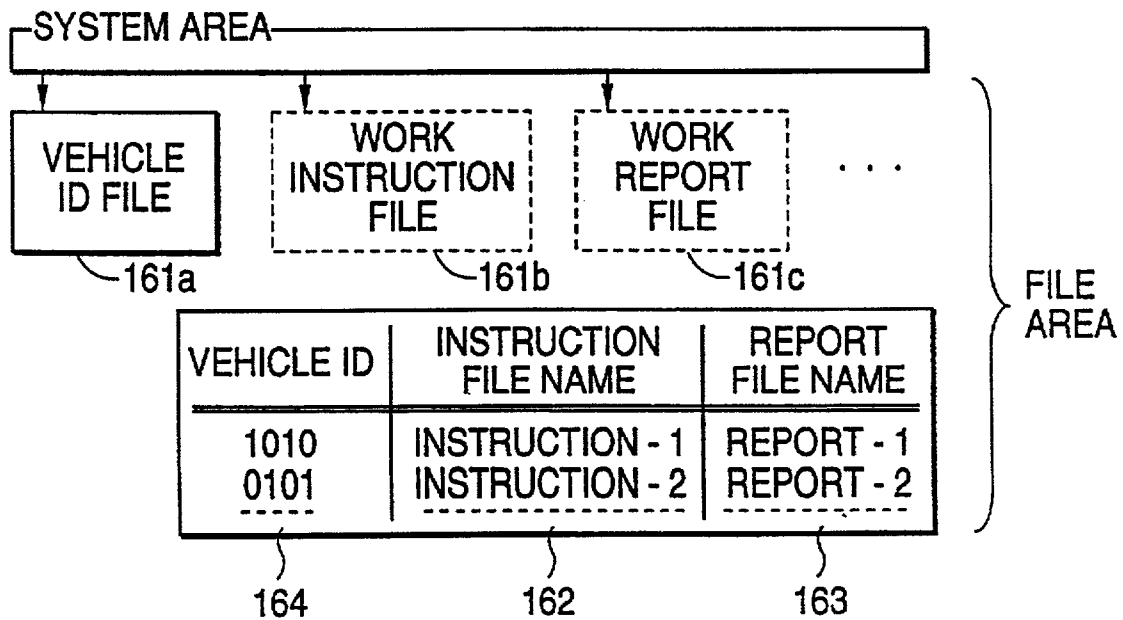 SYSTEM AREA
VEHICLE
ID FILE
WORK
INSTRUCTION
FILE
WORK
REPORT
FILE
. . .
161a
161b
161c
FILE
AREA
VEHICLE ID
INSTRUCTION
FILE NAME
REPORT
FILE NAME
1010 INSTRUCTION - 1 REPORT - 1
0101 INSTRUCTION - 2 REPORT - 2
164 162 163